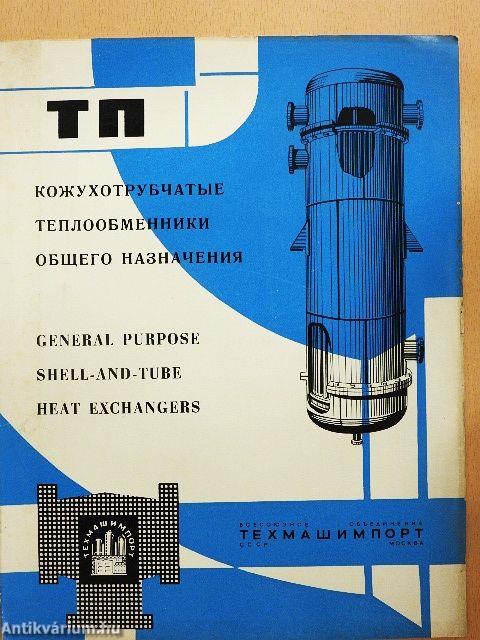 ТП
КОЖУХОТРУБЧАТЫЕ
ТЕПЛООБМЕННИКИ
ОБЩЕГО НАЗНАЧЕНИЯ
GENERAL PURPOSE
SHELL-AND-TUBE
HEAT EXCHANGERS
ТЕХМАШИМПОРТ
ВСЕСОЮЗНОЕ ОБЪЕДИНЕНИЕ
ТЕХМАШИМПОРТ
СССР МОСКВА
Antikvárium.hu